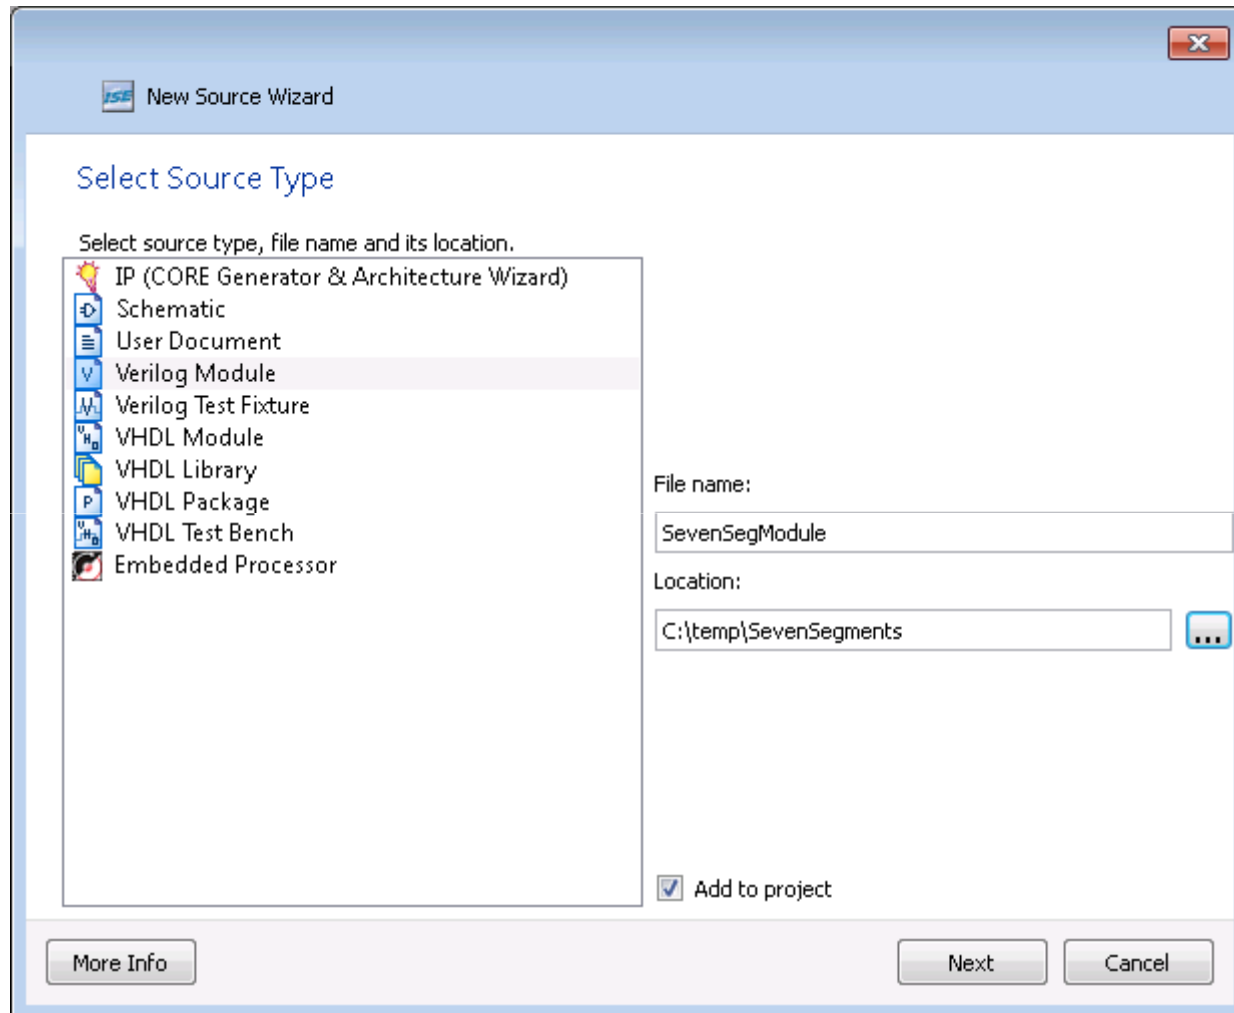 ISE New Source Wizard
Select Source Type
Select source type, file name and its location.
IP (CORE Generator & Architecture Wizard)
Schematic
User Document
V Verilog Module
Verilog Test Fixture
VHDL Module
VHDL Library
P VHDL Package
VHDL Test Bench
Embedded Processor
File name:
SevenSegModule
Location:
C:\temp\SevenSegments
...
Add to project
More Info
Next
Cancel